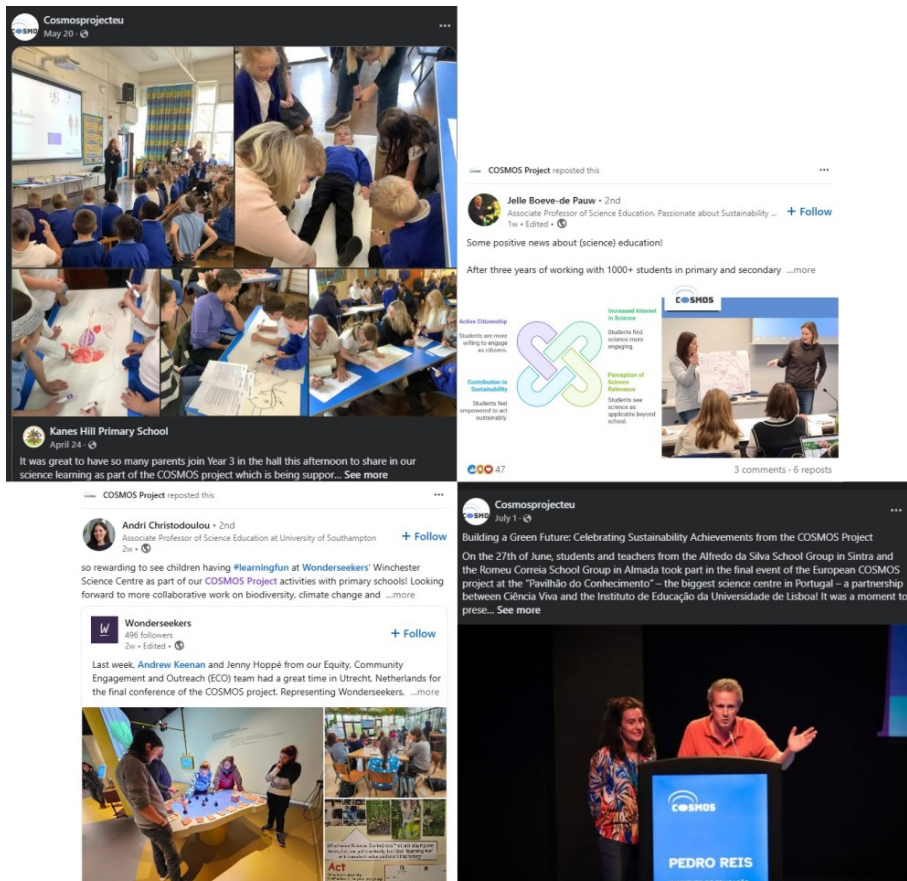 Cosmosprojecteu
May 20
COSMOS
Kanes Hill Primary School
April 24
It was great to have so many parents join Year 3 in the hall this afternoon to share in our
science learning as part of the COSMOS project which is being suppor... See more
COSMOS Project reposted this
Jelle Boeve-de Pauw • 2nd
Associate Professor of Science Education. Passionate about Sustainability ...
+ Follow
1w • Edited •
Some positive news about (science) education!
After three years of working with 1000+ students in primary and secondary ...more
Active Citizenship
Students are more
willing to engage
as citizens.
Increased Interest
in Science
Students find
science more
engaging.
Contribution to
Sustainability
Students feel
empowered to act
sustainably.
Perception of
Science
Relevance
Students see
science as
applicable beyond
school.
COSMOS
47
3 comments • 6 reposts
COSMOS Project reposted this
Andri Christodoulou • 2nd
Associate Professor of Science Education at University of Southampton
+ Follow
2w •
so rewarding to see children having #learningfun at Wonderseekers' Winchester
Science Centre as part of our COSMOS Project activities with primary schools! Looking
forward to more collaborative work on biodiversity, climate change and ...more
W
Wonderseekers
496 followers
+ Follow
2w • Edited •
Last week, Andrew Keenan and Jenny Hoppé from our Equity, Community
Engagement and Outreach (ECO) team had a great time in Utrecht, Netherlands for
the final conference of the COSMOS project. Representing Wonderseekers, ...more
Act
Cosmosprojecteu
July 1
COSMOS
Building a Green Future: Celebrating Sustainability Achievements from the COSMOS Project
On the 27th of June, students and teachers from the Alfredo da Silva School Group in Sintra and
the Romeu Correia School Group in Almada took part in the final event of the European COSMOS
project at the "Pavilhão do Conhecimento" – the biggest science centre in Portugal – a partnership
between Ciência Viva and the Instituto de Educação da Universidade de Lisboa! It was a moment to
prese... See more
COSMOS
PEDRO REIS